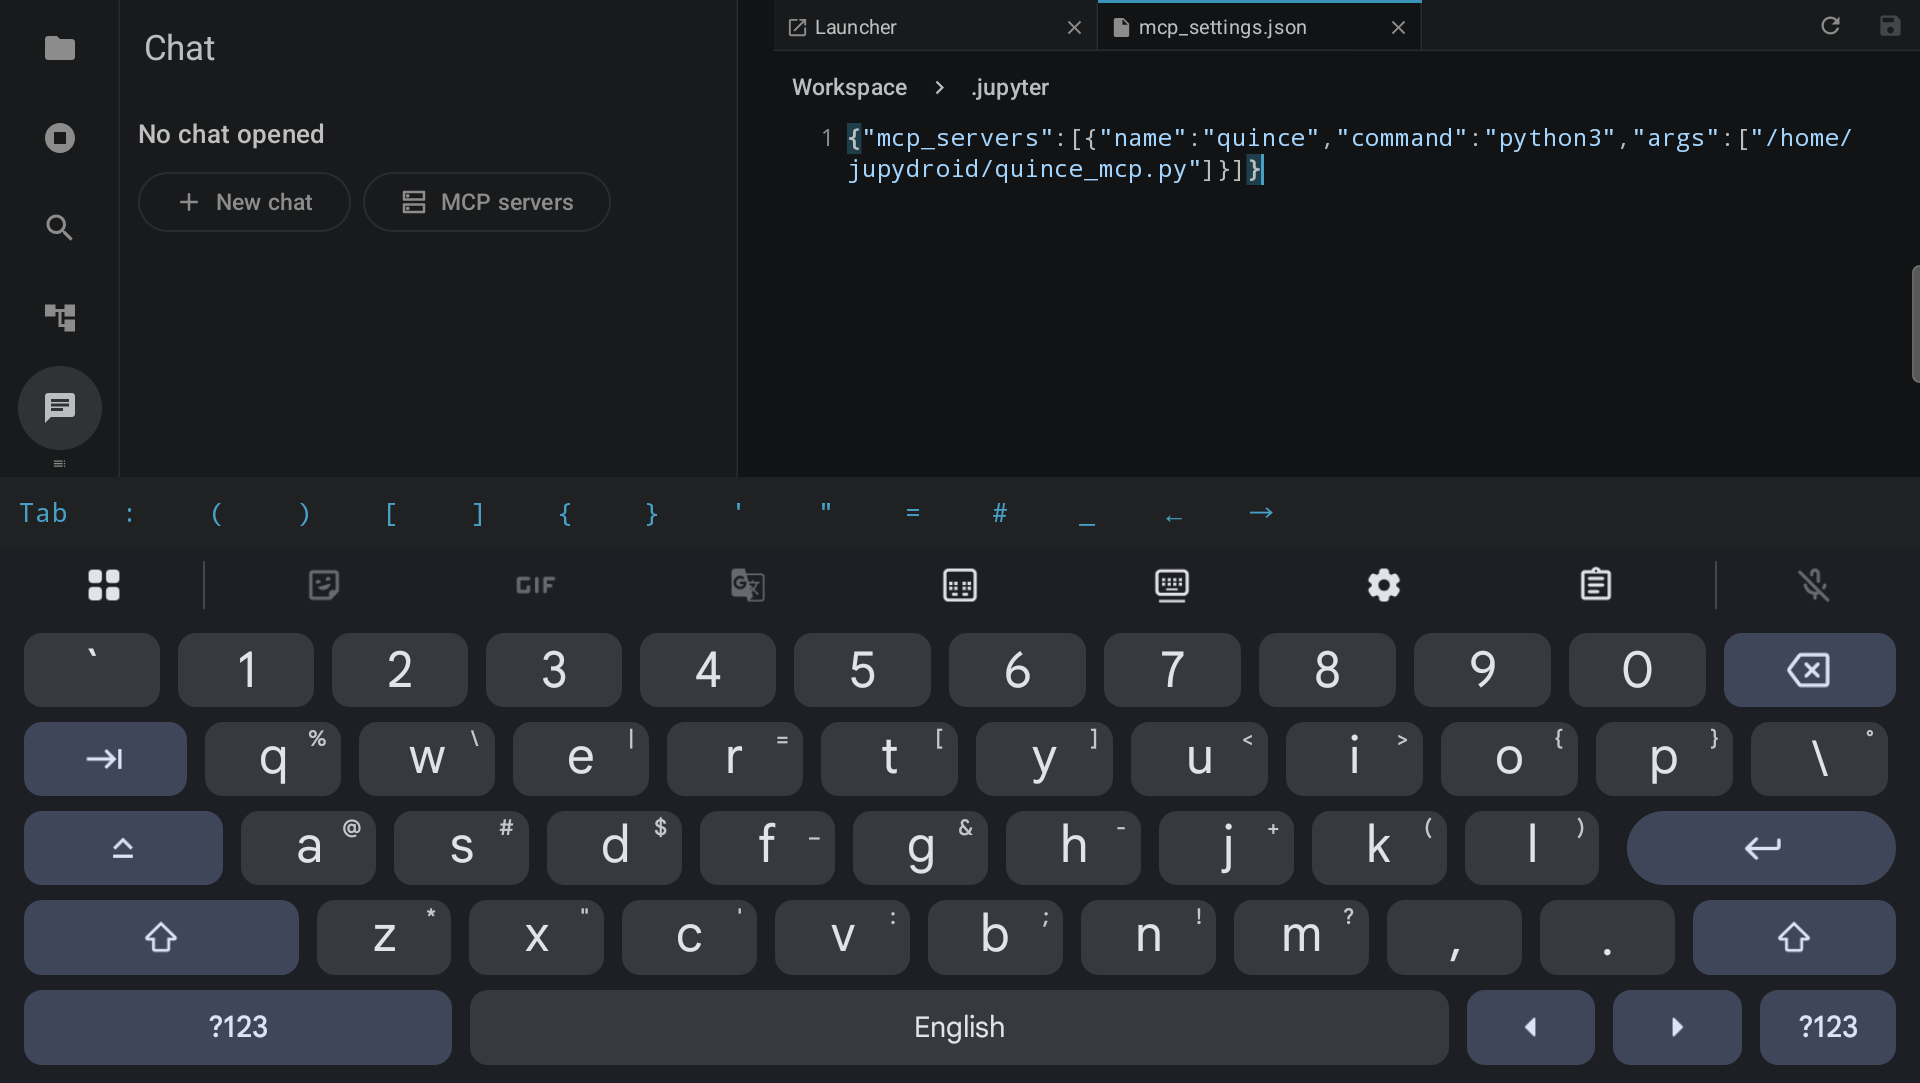 Chat
No chat opened
New chat
MCP servers
Launcher
mcp_settings.json
Workspace > .jupyter
1 {"mcp_servers":[{"name":"quince","command":"python3","args":["/home/
jupydroid/quince_mcp.py"]}]}
Tab : ( ) [ ] { } ' " = # _ ← →
GIF
G
` 1 2 3 4 5 6 7 8 9 0
q % w \ e | r = t [ y ] u < i > o { p } \ °
a @ s # d $ f _ g & h - j + k ( l )
z * x " c ' v : b ; n ! m ? , .
?123 English ?123